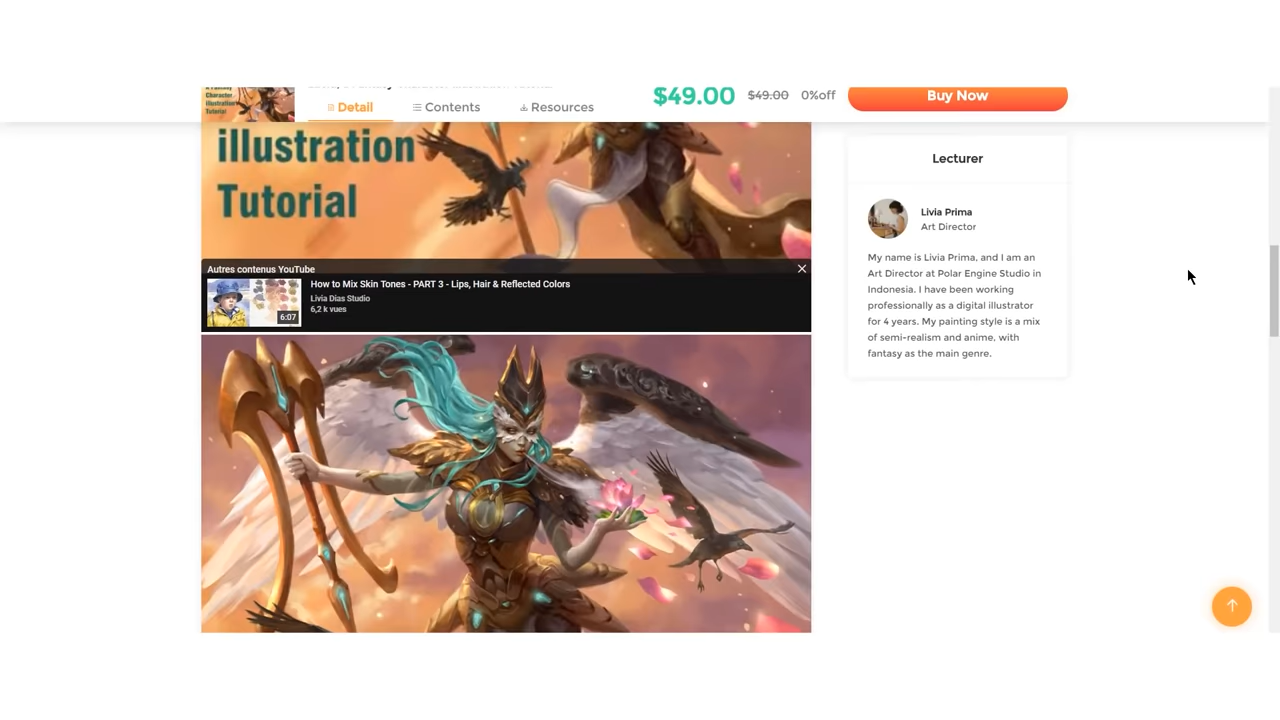 a Fantasy
Character
illustration
Tutorial
Detail
Contents
Resources
$49.00
$49.00
0%off
Buy Now
illustration
Tutorial
Autres contenus YouTube
How to Mix Skin Tones - PART 3 - Lips, Hair & Reflected Colors
Livia Dias Studio
6,2 k vues
6:07
Lecturer
Livia Prima
Art Director
My name is Livia Prima, and I am an
Art Director at Polar Engine Studio in
Indonesia. I have been working
professionally as a digital illustrator
for 4 years. My painting style is a mix
of semi-realism and anime, with
fantasy as the main genre.